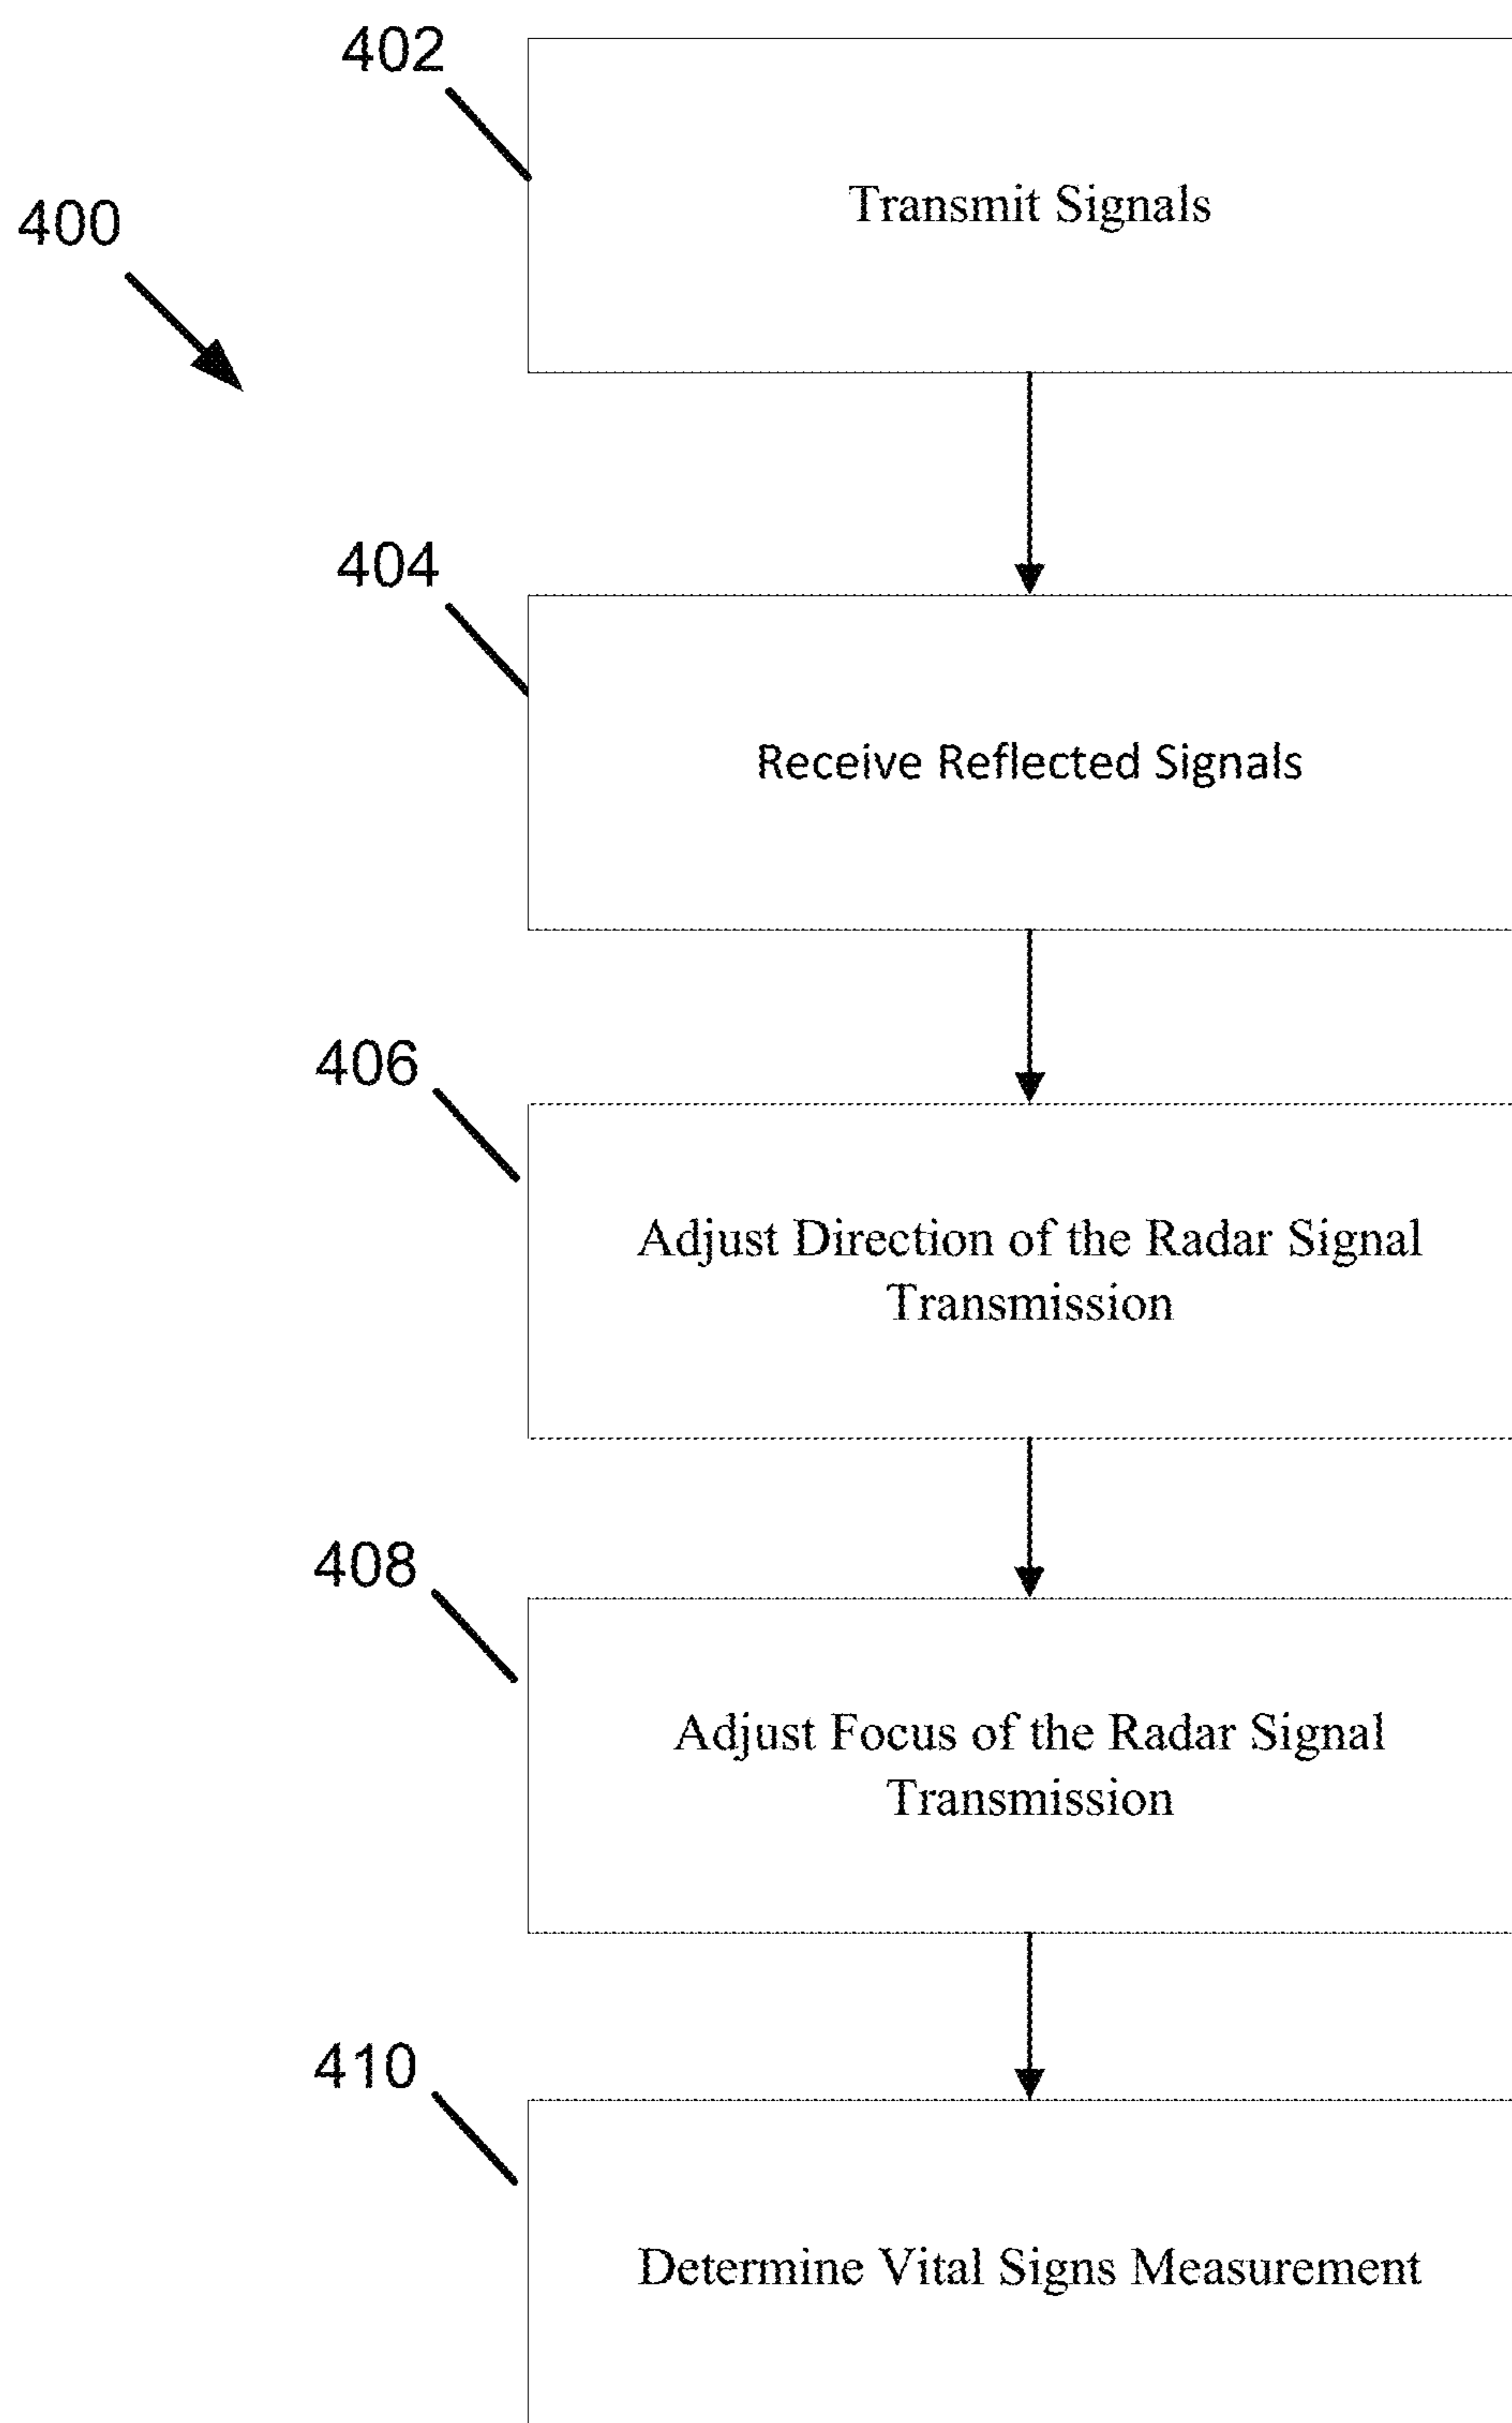 402
Transmit Signals
400
404
Receive Reflected Signals
406
Adjust Direction of the Radar Signal
Transmission
408
Adjust Focus of the Radar Signal
Transmission
410
Determine Vital Signs Measurement